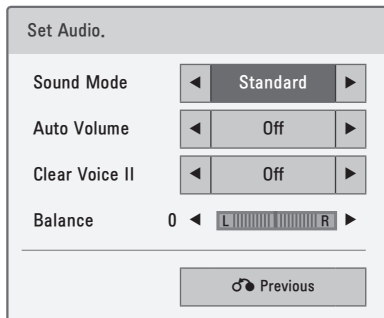 Set Audio.
Sound Mode ◄ Standard ►
Auto Volume ◄ Off ►
Clear Voice II ◄ Off ►
Balance 0 ◄ L R ►
Previous